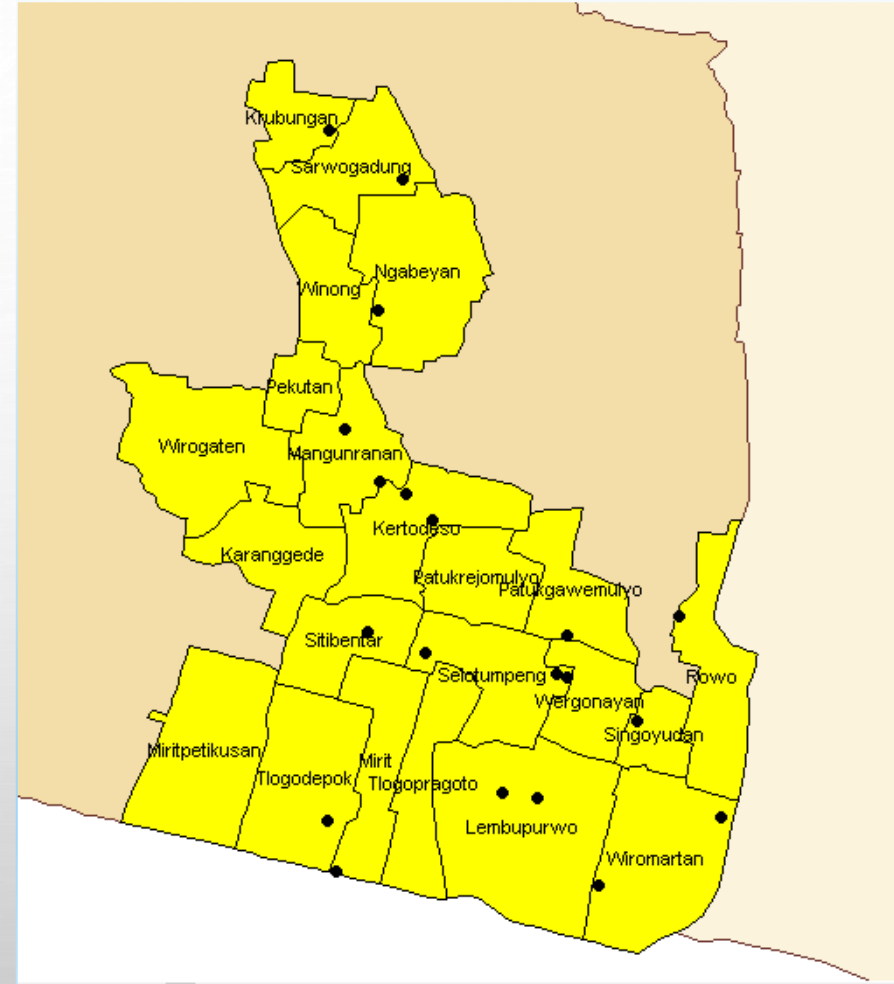 Krubungan
Sarwogadung
Ngabeyan
Winong
Pekutan
Wirogaten
Mangunranan
Kertodeso
Karanggede
Patukrejomulyo
Patukgawemulyo
Sitibentar
Selotumpeng
Rowo
Wergonayan
Singoyudan
Miritpetikusan
Mirit
Tlogodepok
Tlogopragoto
Lembupurwo
Wiromartan